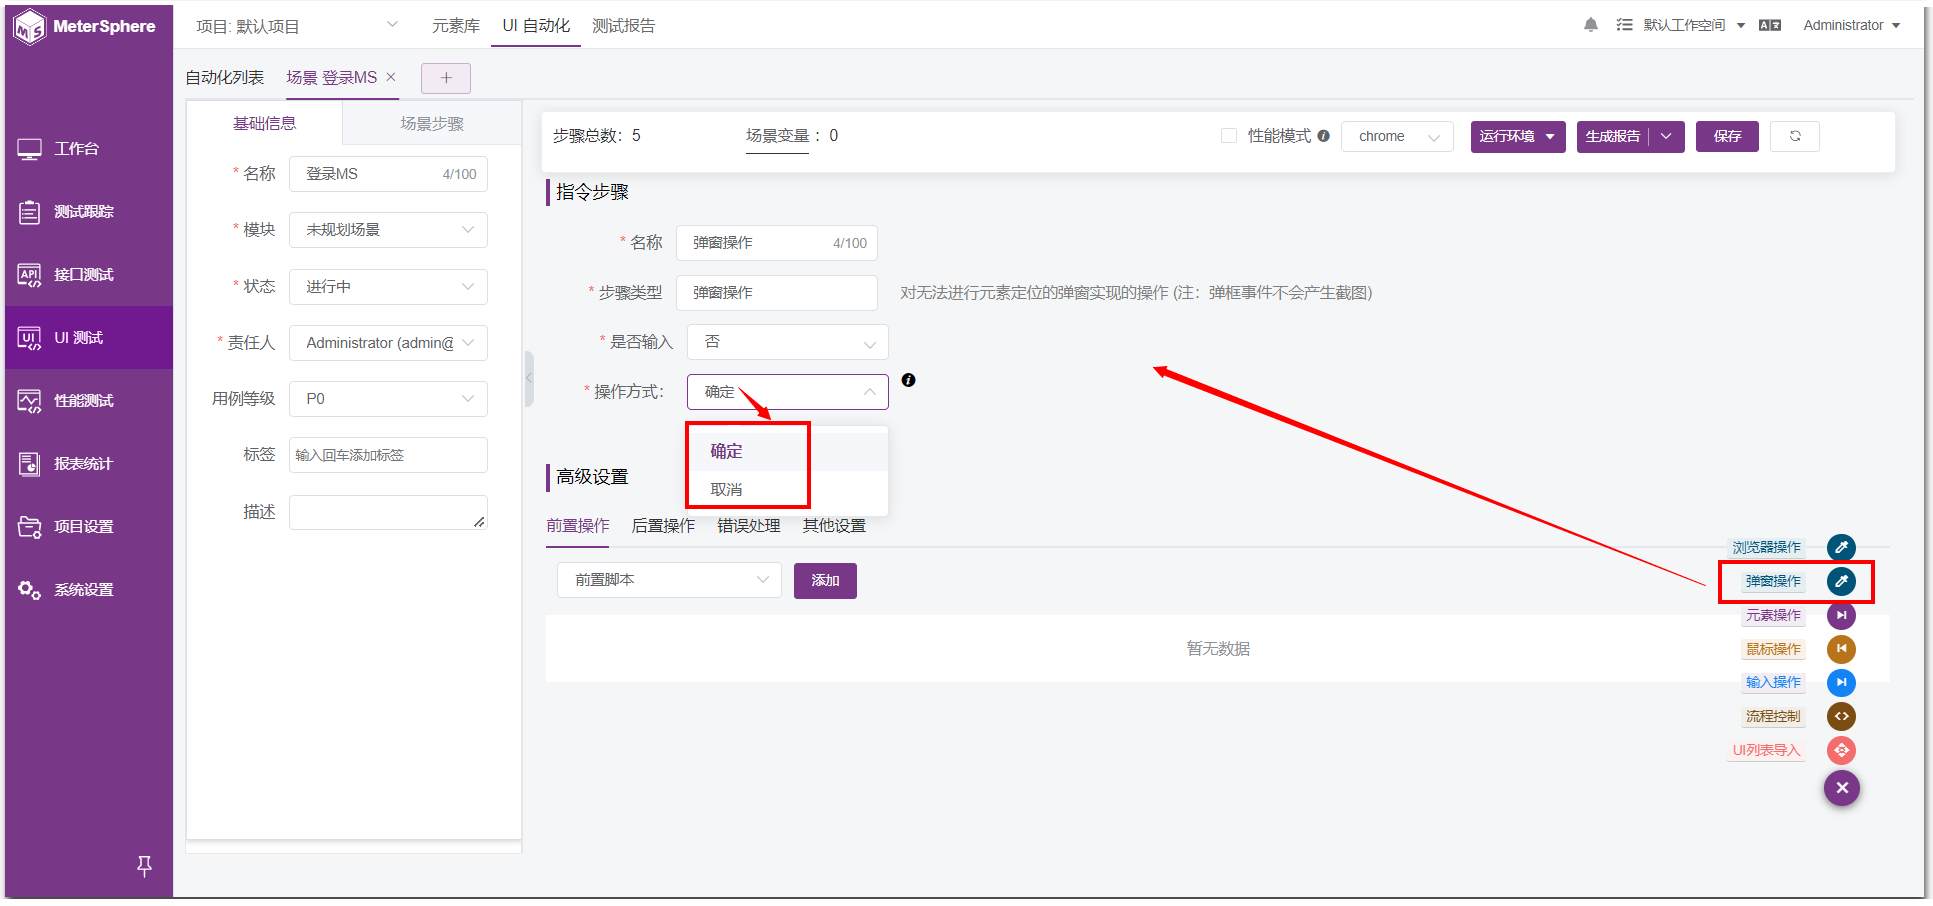 MeterSphere
项目: 默认项目
元素库
UI 自动化
测试报告
默认工作空间
Administrator
自动化列表
场景 登录MS
工作台
测试跟踪
接口测试
UI 测试
性能测试
报表统计
项目设置
系统设置
基础信息
场景步骤
* 名称 登录MS 4/100
* 模块 未规划场景
* 状态 进行中
* 责任人 Administrator (admin@
用例等级 P0
标签 输入回车添加标签
描述
步骤总数：5
场景变量：0
性能模式
chrome
运行环境
生成报告
保存
指令步骤
* 名称 弹窗操作 4/100
* 步骤类型 弹窗操作 对无法进行元素定位的弹窗实现的操作 (注：弹框事件不会产生截图)
* 是否输入 否
* 操作方式： 确定
确定
取消
高级设置
前置操作 后置操作 错误处理 其他设置
前置脚本 添加
暂无数据
浏览器操作
弹窗操作
元素操作
鼠标操作
输入操作
流程控制
UI列表导入